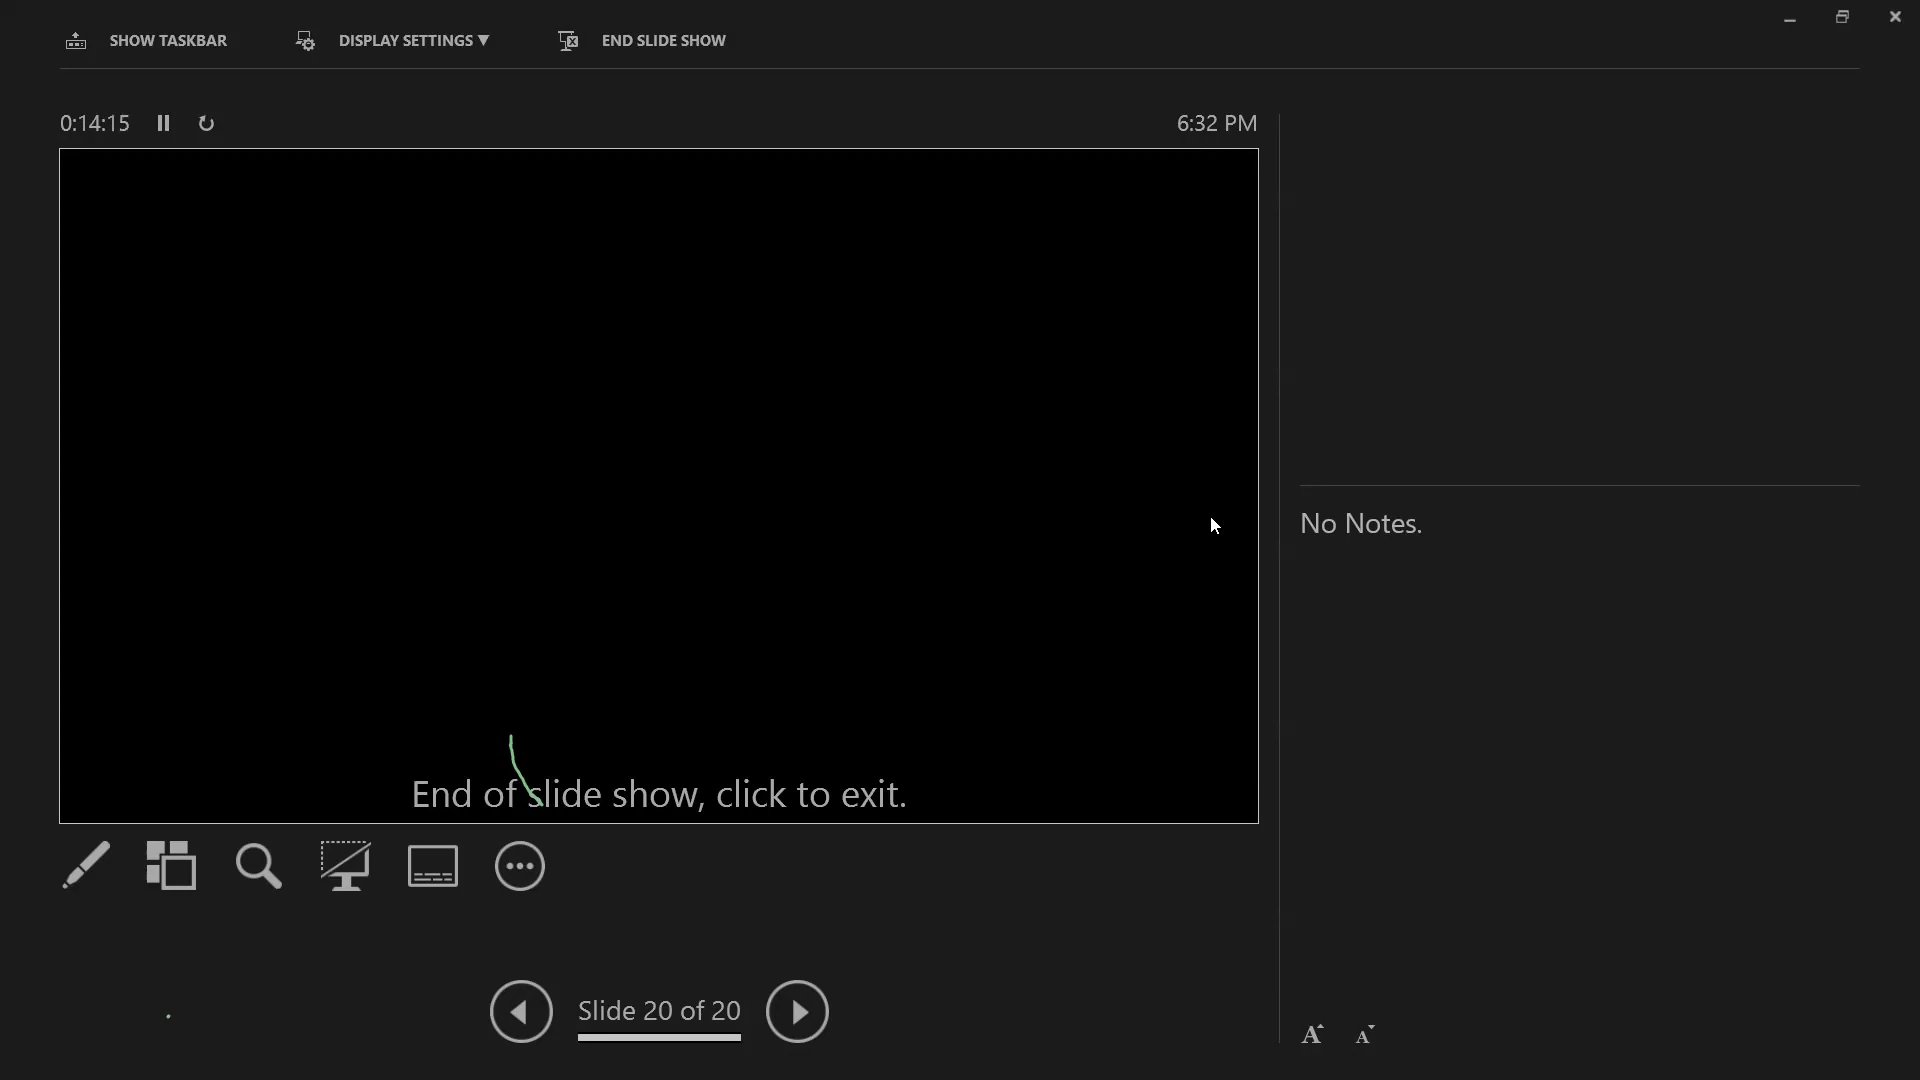 SHOW TASKBAR
DISPLAY SETTINGS ▼
END SLIDE SHOW
0:14:15
6:32 PM
End of slide show, click to exit.
No Notes.
Slide 20 of 20
A A